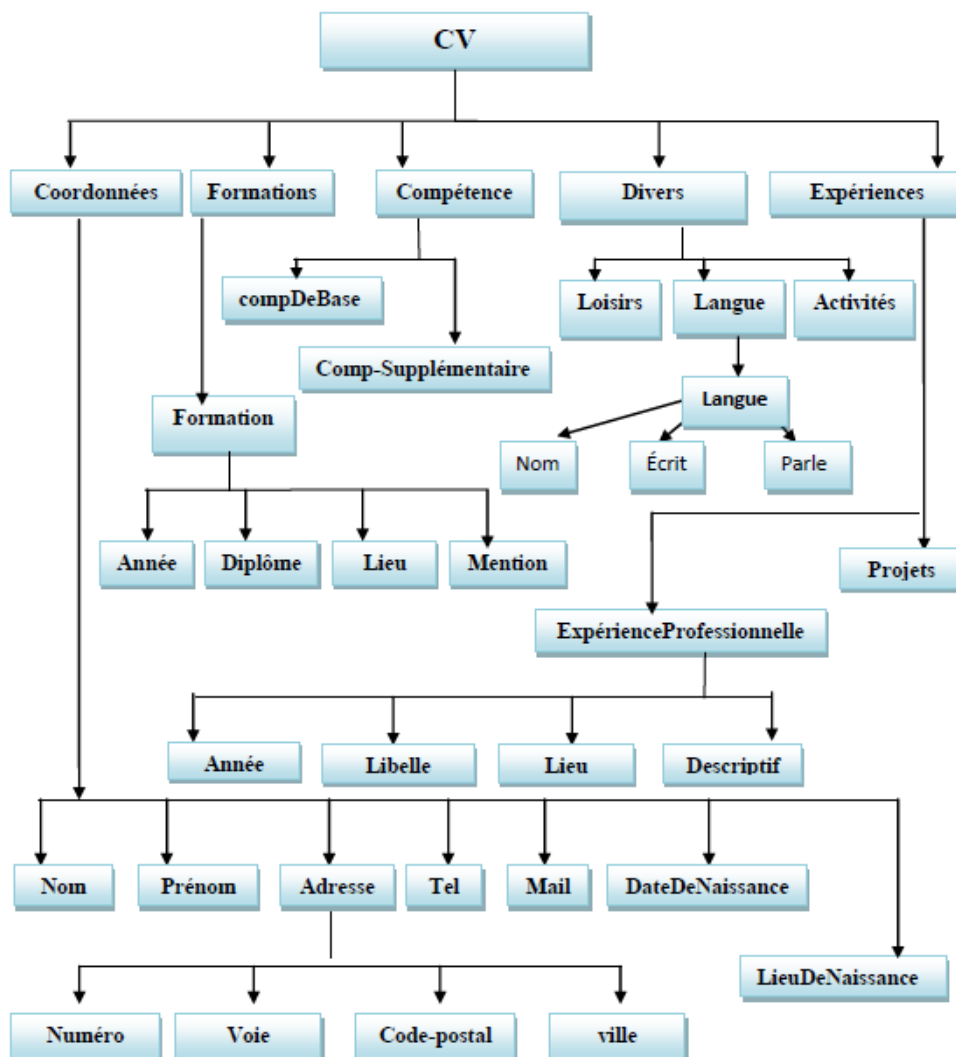 CV
Coordonnées
Formations
Compétence
Divers
Expériences
compDeBase
Loisirs
Langue
Activités
Comp-Supplémentaire
Formation
Langue
Nom
Écrit
Parle
Année
Diplôme
Lieu
Mention
Projets
ExpérienceProfessionnelle
Année
Libelle
Lieu
Descriptif
Nom
Prénom
Adresse
Tel
Mail
DateDeNaissance
LieuDeNaissance
Numéro
Voie
Code-postal
ville